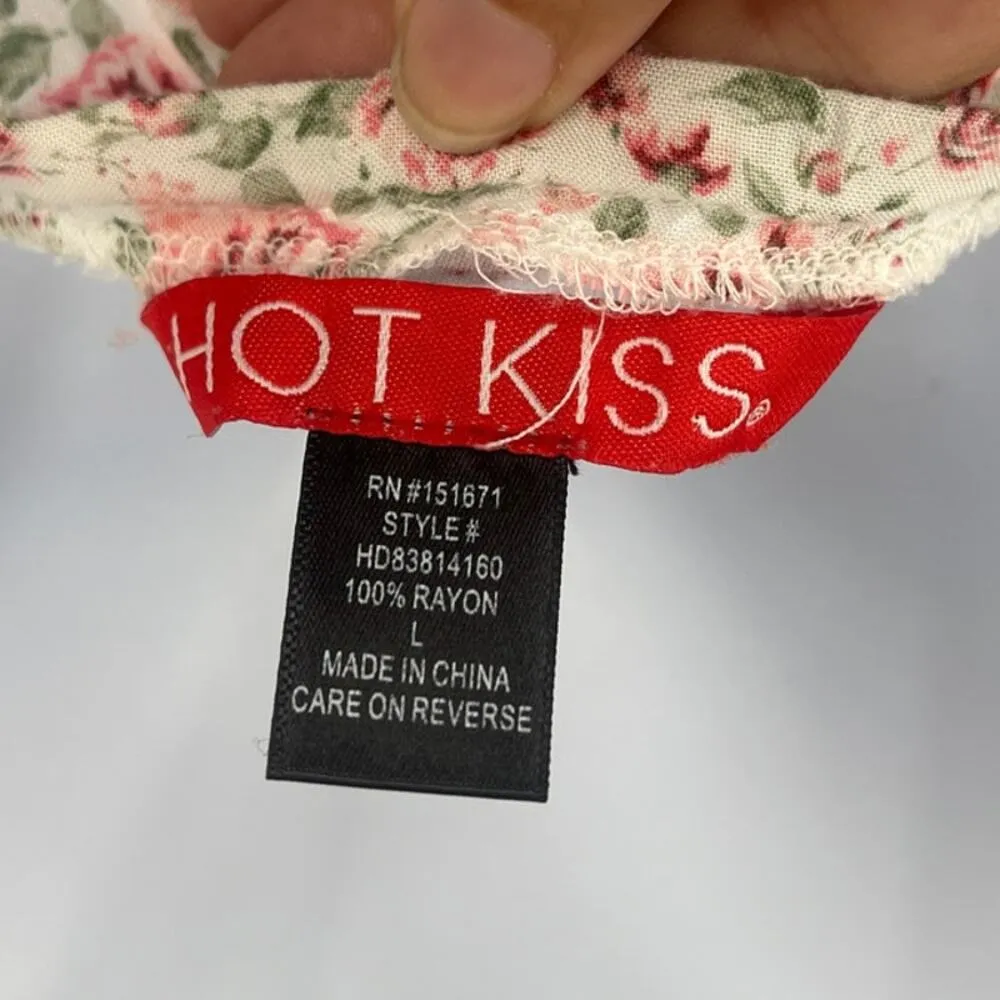 HOT KISS®
RN #151671
STYLE #
HD83814160
100% RAYON
L
MADE IN CHINA
CARE ON REVERSE